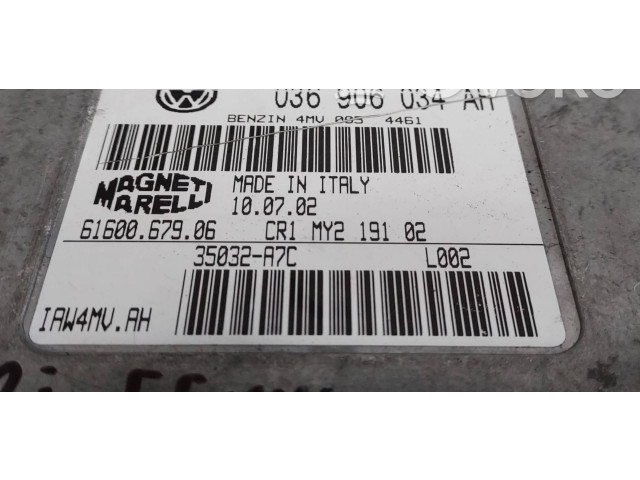 036 906 034 AH
BENZIN 4MV 4461
MAGNETI MARELLI
MADE IN ITALY
10.07.02
61600.679.06 CR1 MY2 191 02
35032-A7C L002
IAW4MV.AH